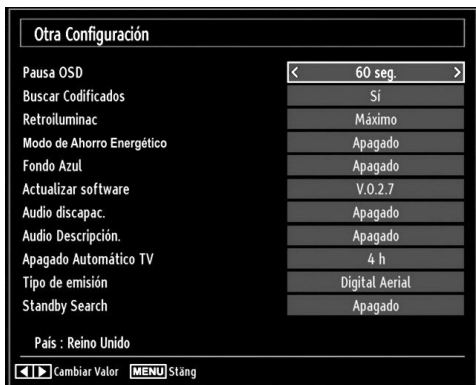 Otra Configuración
Pausa OSD 60 seg.
Buscar Codificados Sí
Retroiluminac Máximo
Modo de Ahorro Energético Apagado
Fondo Azul Apagado
Actualizar software V.0.2.7
Audio discapac. Apagado
Audio Descripción. Apagado
Apagado Automático TV 4 h
Tipo de emisión Digital Aerial
Standby Search Apagado
País : Reino Unido
Cambiar Valor MENU Stäng